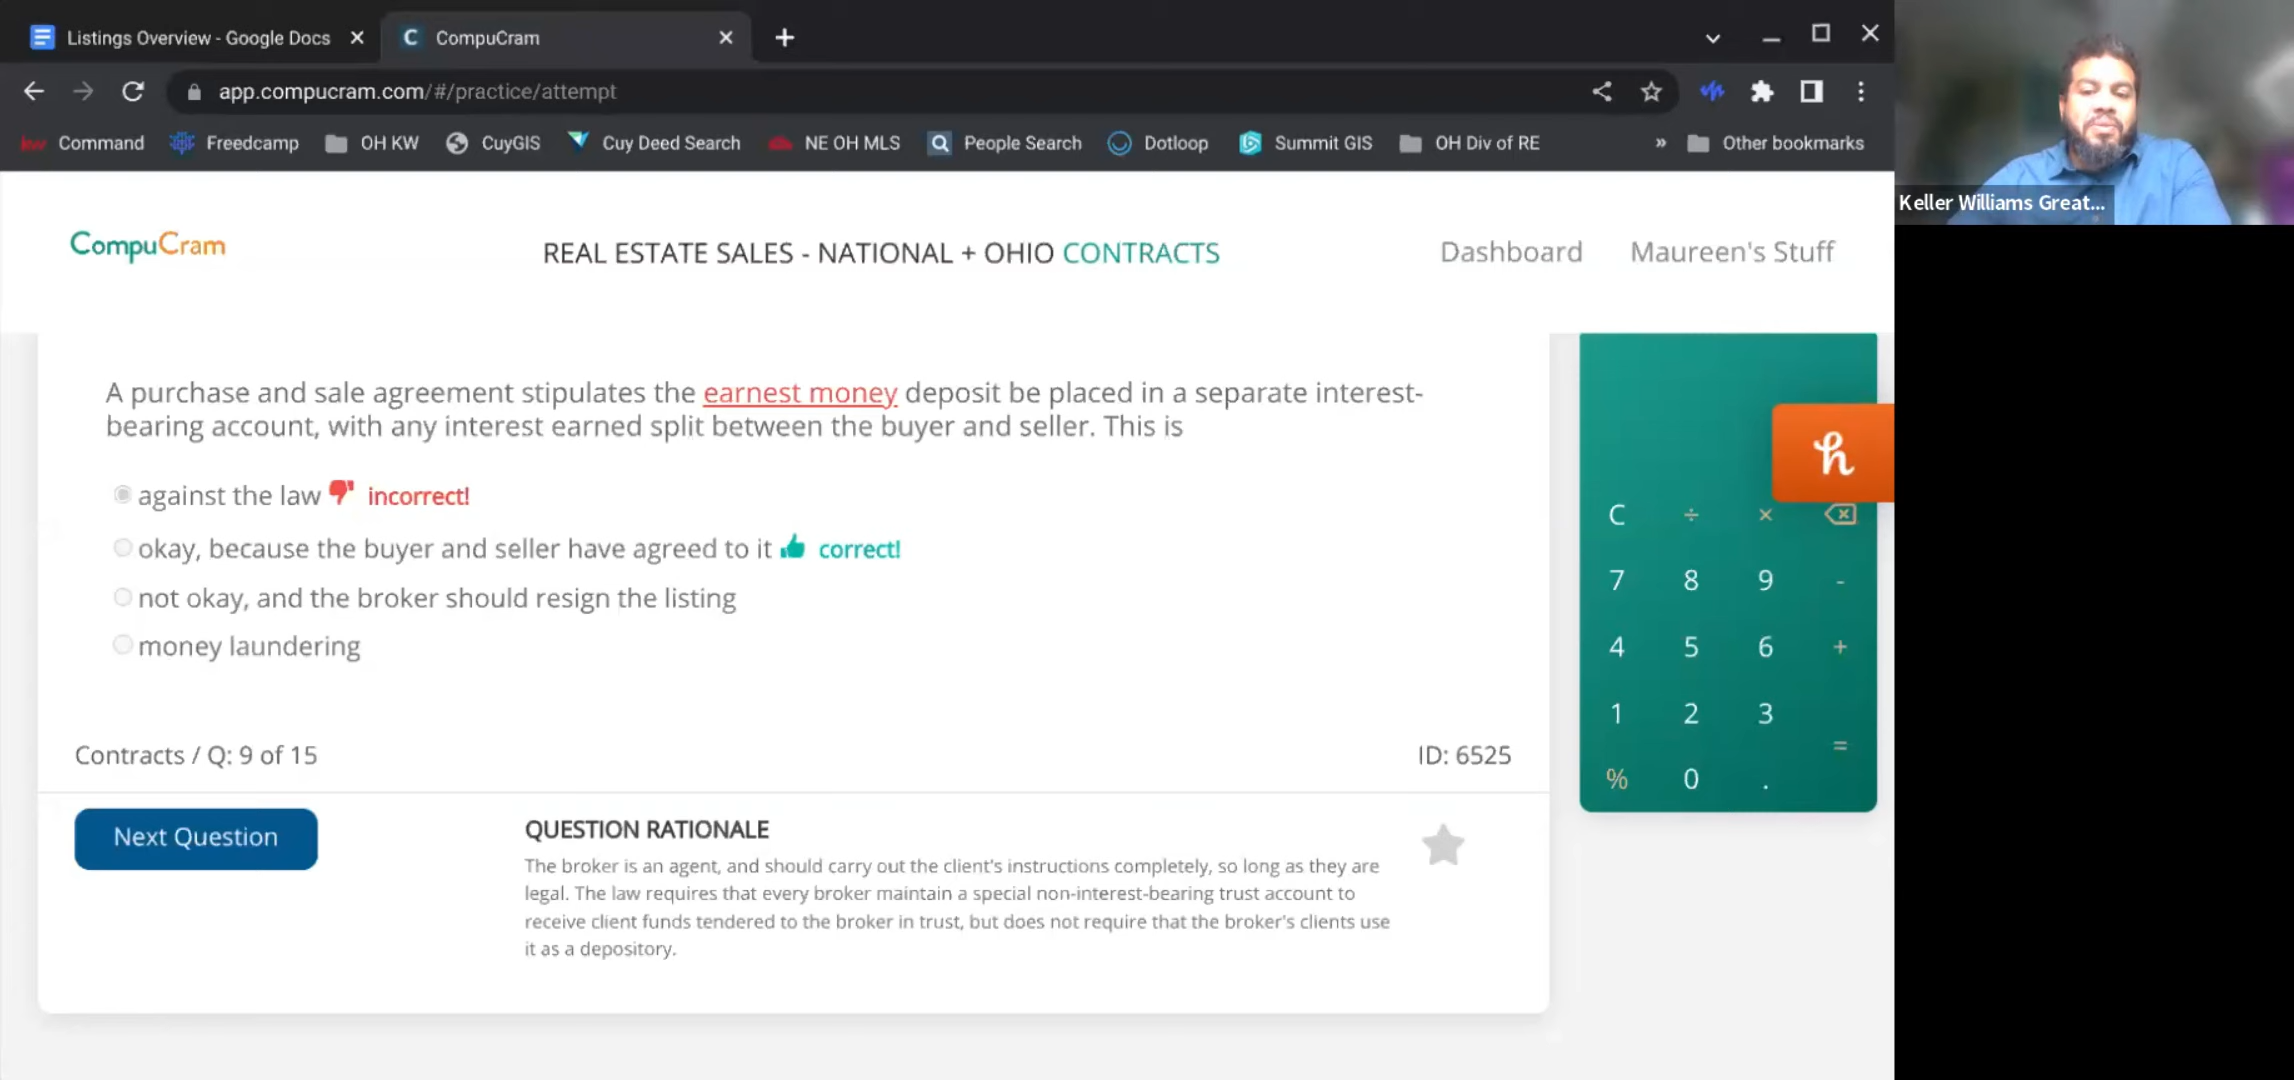 Listings Overview - Google Docs
CompuCram
app.compucram.com/#/practice/attempt
Command
Freedcamp
OH KW
CuyGIS
Cuy Deed Search
NE OH MLS
People Search
Dotloop
Summit GIS
OH Div of RE
»
Other bookmarks
Keller Williams Great...
CompuCram
REAL ESTATE SALES - NATIONAL + OHIO CONTRACTS
Dashboard
Maureen's Stuff
A purchase and sale agreement stipulates the earnest money deposit be placed in a separate interest-
bearing account, with any interest earned split between the buyer and seller. This is
against the law incorrect!
okay, because the buyer and seller have agreed to it correct!
not okay, and the broker should resign the listing
money laundering
Contracts / Q: 9 of 15
ID: 6525
Next Question
QUESTION RATIONALE
The broker is an agent, and should carry out the client's instructions completely, so long as they are
legal. The law requires that every broker maintain a special non-interest-bearing trust account to
receive client funds tendered to the broker in trust, but does not require that the broker's clients use
it as a depository.
h
C ÷ ×
7 8 9 -
4 5 6 +
1 2 3
=
% 0 .